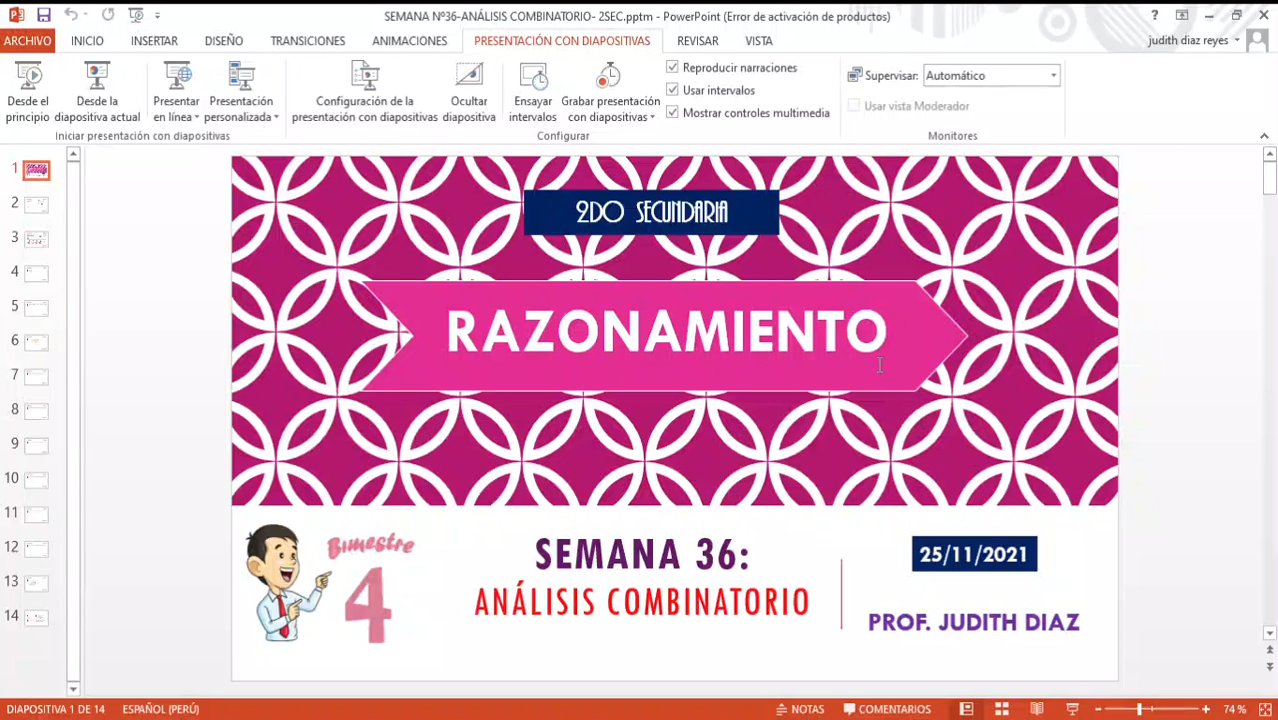 SEMANA Nº36-ANÁLISIS COMBINATORIO- 2SEC.pptm - PowerPoint (Error de activación de productos)
ARCHIVO INICIO INSERTAR DISEÑO TRANSICIONES ANIMACIONES PRESENTACIÓN CON DIAPOSITIVAS REVISAR VISTA judith diaz reyes
Desde el principio
Desde la diapositiva actual
Presentar en línea
Presentación personalizada
Iniciar presentación con diapositivas
Configuración de la presentación con diapositivas
Ocultar diapositiva
Ensayar intervalos
Grabar presentación con diapositivas
Reproducir narraciones
Usar intervalos
Mostrar controles multimedia
Configurar
Supervisar: Automático
Usar vista Moderador
Monitores
1
2
3
4
5
6
7
8
9
10
11
12
13
14
2DO SECUNDARIA
RAZONAMIENTO
Bimestre
4
SEMANA 36:
ANÁLISIS COMBINATORIO
25/11/2021
PROF. JUDITH DIAZ
DIAPOSITIVA 1 DE 14 ESPAÑOL (PERÚ) NOTAS COMENTARIOS 74 %